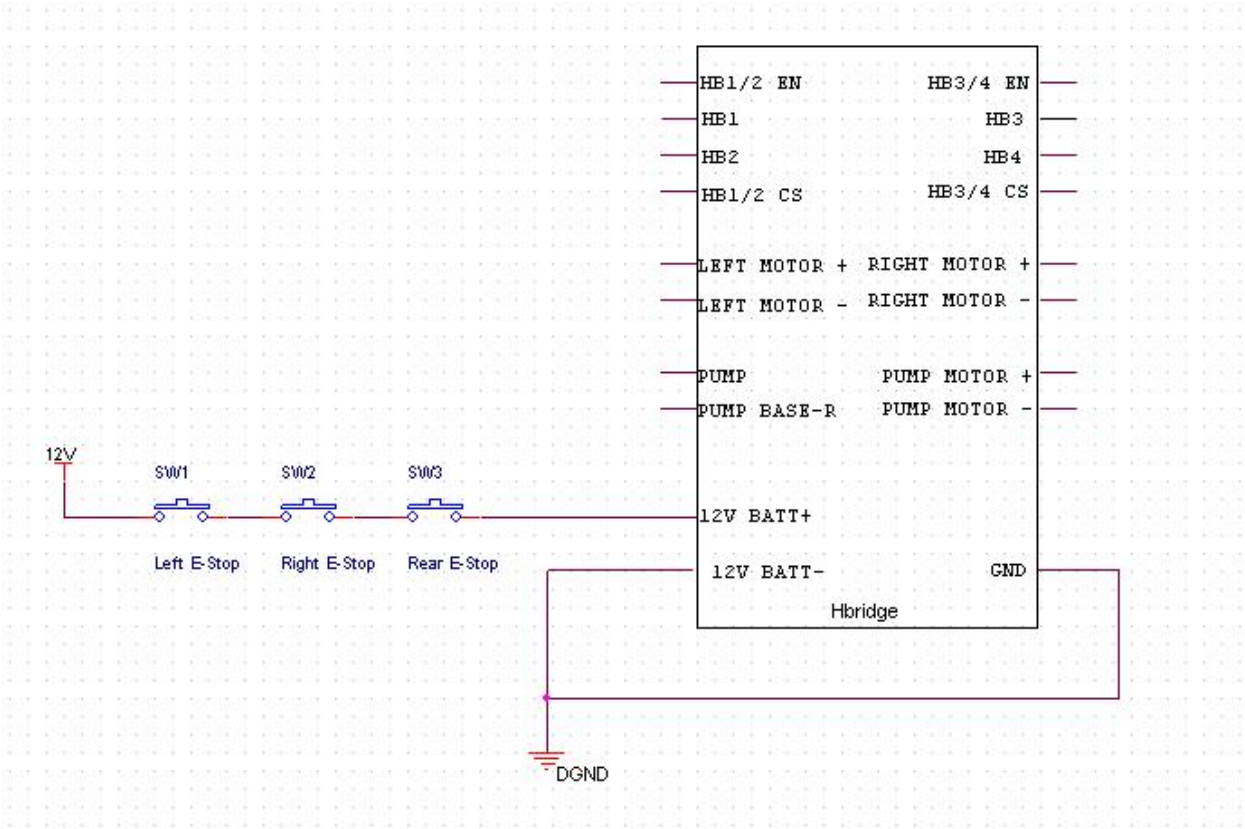 HB1/2 EN HB3/4 EN
HB1 HB3
HB2 HB4
HB1/2 CS HB3/4 CS
LEFT MOTOR + RIGHT MOTOR +
LEFT MOTOR - RIGHT MOTOR -
PUMP PUMP MOTOR +
PUMP BASE-R PUMP MOTOR -
12V
SW1 SW2 SW3
12V BATT+
Left E-Stop Right E-Stop Rear E-Stop
12V BATT- GND
Hbridge
DGND